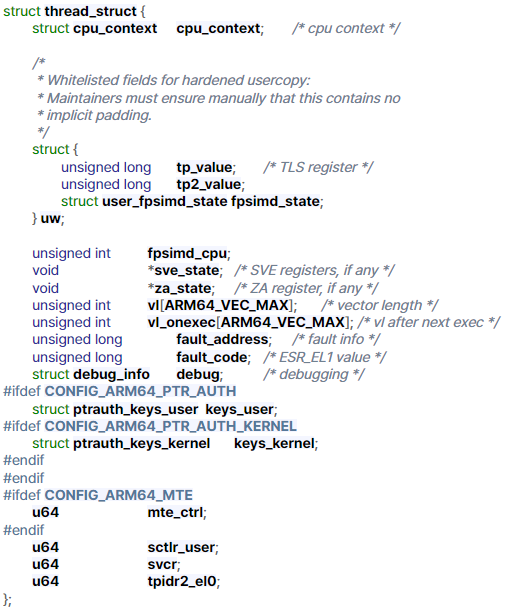 struct thread_struct {
struct cpu_context cpu_context; /* cpu context */
/*
* Whitelisted fields for hardened usercopy:
* Maintainers must ensure manually that this contains no
* implicit padding.
*/
struct {
unsigned long tp_value; /* TLS register */
unsigned long tp2_value;
struct user_fpsimd_state fpsimd_state;
} uw;
unsigned int fpsimd_cpu;
void *sve_state; /* SVE registers, if any */
void *za_state; /* ZA register, if any */
unsigned int vl[ARM64_VEC_MAX]; /* vector length */
unsigned int vl_onexec[ARM64_VEC_MAX]; /* vl after next exec */
unsigned long fault_address; /* fault info */
unsigned long fault_code; /* ESR_EL1 value */
struct debug_info debug; /* debugging */
#ifdef CONFIG_ARM64_PTR_AUTH
struct ptrauth_keys_user keys_user;
#ifdef CONFIG_ARM64_PTR_AUTH_KERNEL
struct ptrauth_keys_kernel keys_kernel;
#endif
#endif
#ifdef CONFIG_ARM64_MTE
u64 mte_ctrl;
#endif
u64 sctlr_user;
u64 svcr;
u64 tpidr2_el0;
};